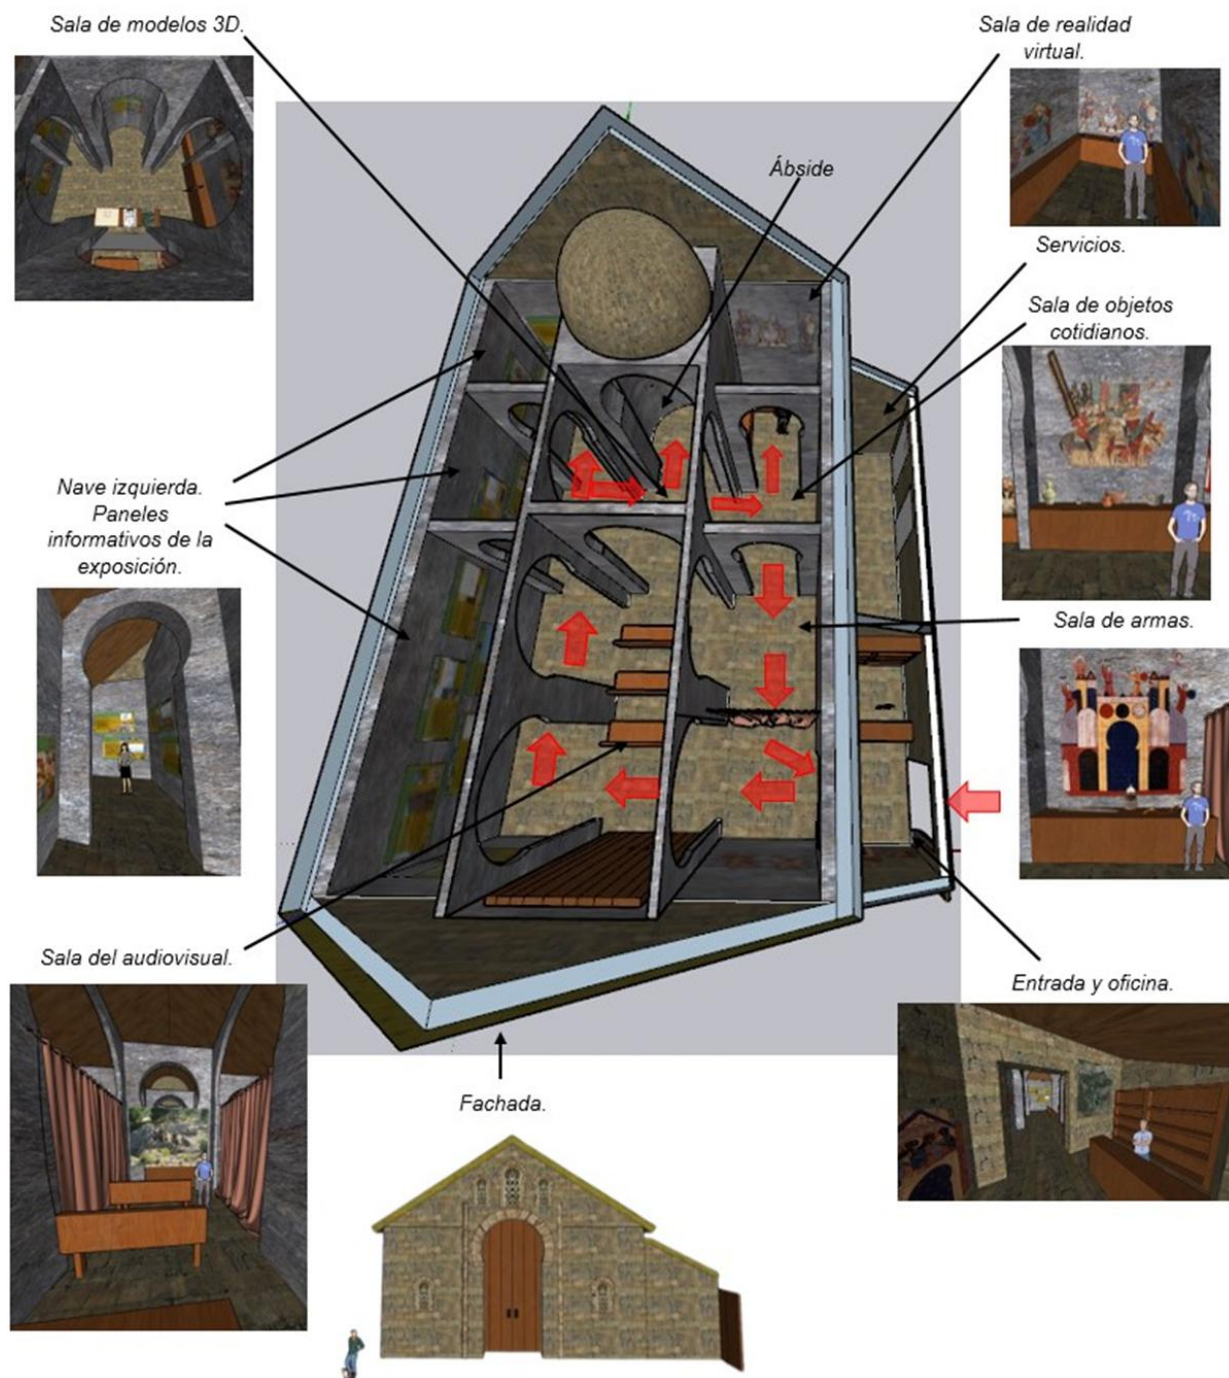 Sala de modelos 3D.
Sala de realidad
virtual.
Ábside
Servicios.
Sala de objetos
cotidianos.
Nave izquierda.
Paneles
informativos de la
exposición.
Sala de armas.
Sala del audiovisual.
Entrada y oficina.
Fachada.